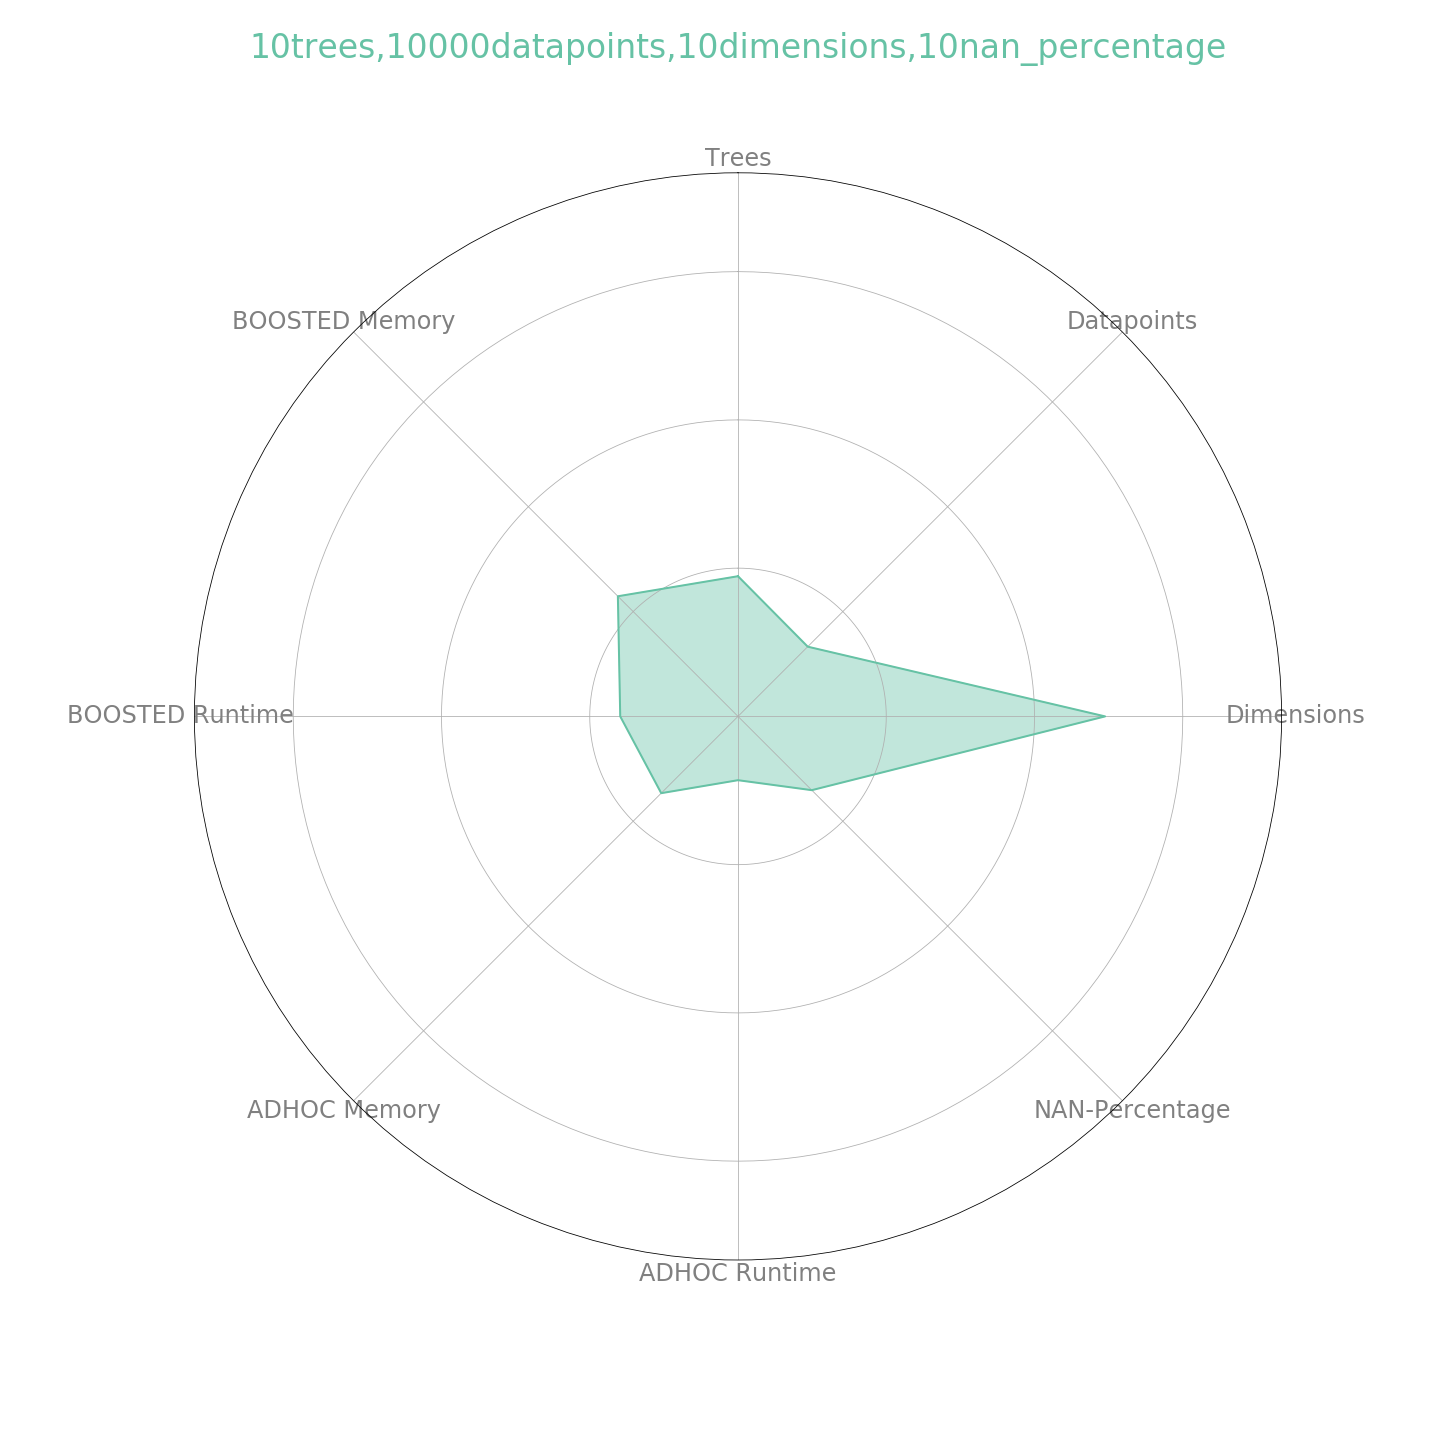 10trees,10000datapoints,10dimensions,10nan_percentage
Trees
BOOSTED Memory
Datapoints
BOOSTED Runtime
Dimensions
ADHOC Memory
NAN-Percentage
ADHOC Runtime